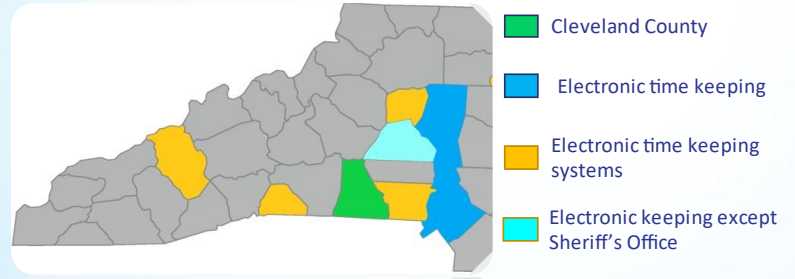 Cleveland County
Electronic time keeping
Electronic time keeping
systems
Electronic keeping except
Sheriff's Office